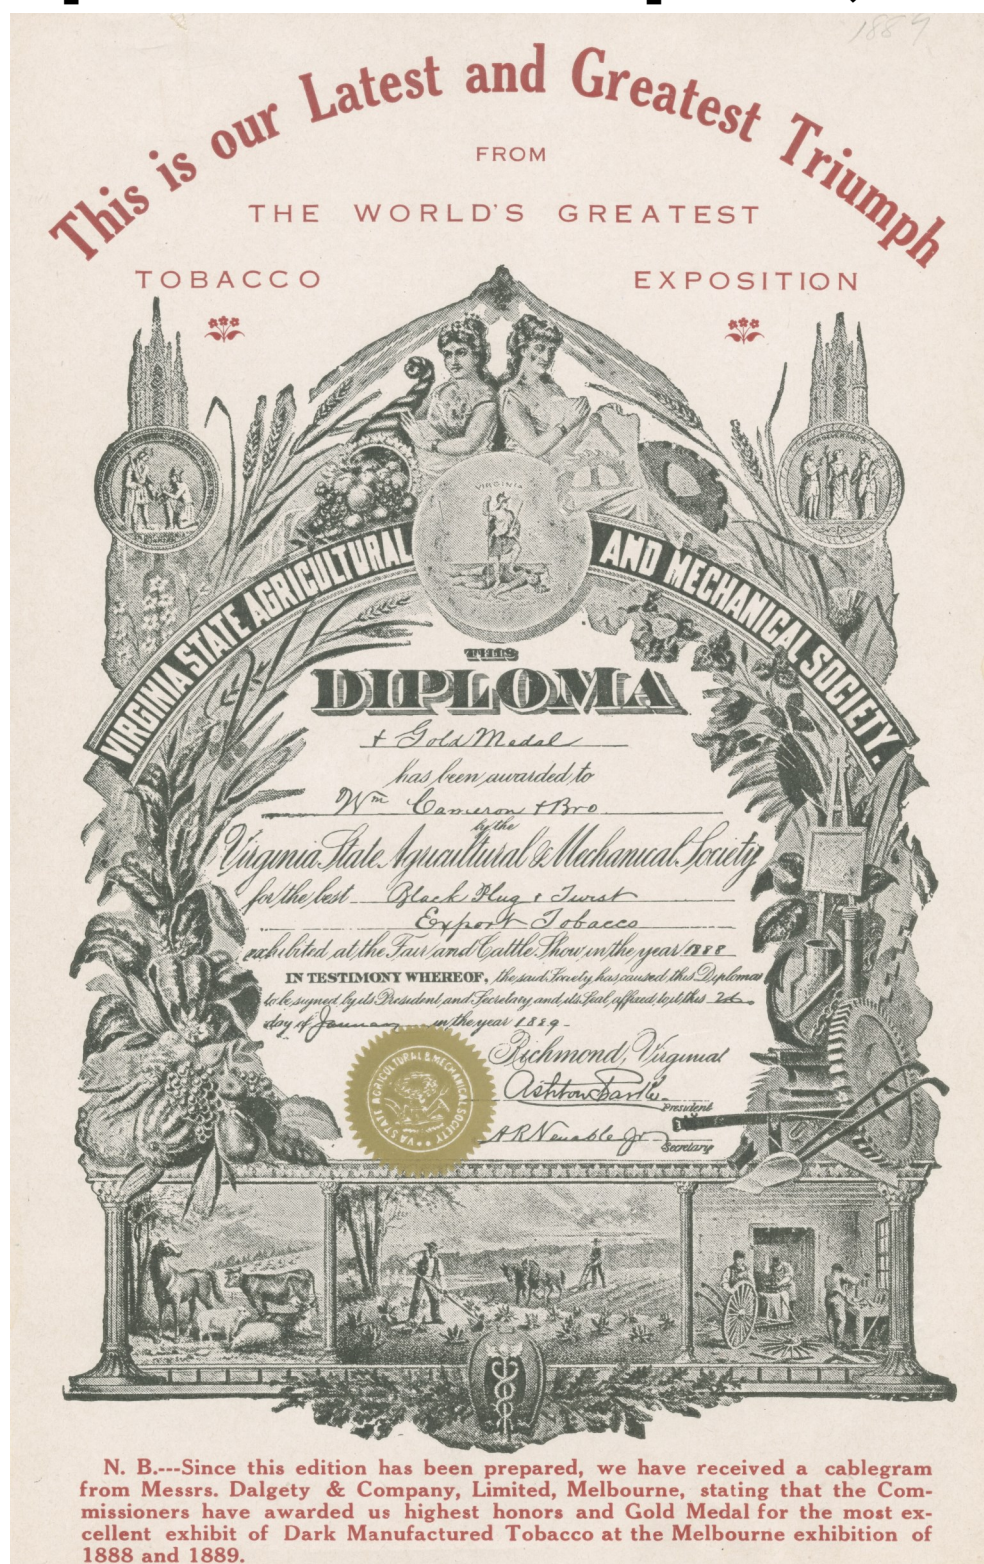 1889
This is our Latest and Greatest Triumph
FROM
THE WORLD'S GREATEST
TOBACCO EXPOSITION
VIRGINIA
VIRGINIA STATE AGRICULTURAL AND MECHANICAL SOCIETY.
THIS
DIPLOMA
+ Gold Medal
has been awarded to
Wm Cameron + Bro
by the
Virginia State Agricultural & Mechanical Society
for the best Black Plug & Twist
Export Tobacco
exhibited at the Fair and Cattle Show in the year 1888
IN TESTIMONY WHEREOF, the said Society has caused this Diploma
to be signed by its President and Secretary and its Seal affixed hereto this
day of January in the year 1889
Richmond, Virginia
Ashton
President
A R Venable Jr
Secretary
VA. STATE AGRICULTURAL & MECHANICAL SOCIETY
N. B.---Since this edition has been prepared, we have received a cablegram
from Messrs. Dalgety & Company, Limited, Melbourne, stating that the Com-
missioners have awarded us highest honors and Gold Medal for the most ex-
cellent exhibit of Dark Manufactured Tobacco at the Melbourne exhibition of
1888 and 1889.